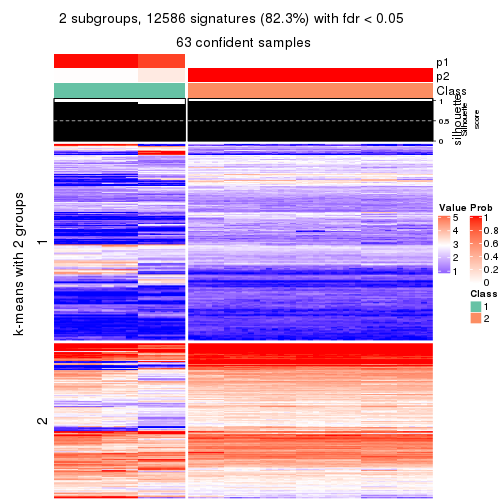 2 subgroups, 12586 signatures (82.3%) with fdr < 0.05
63 confident samples
p1
p2
Class
silhouette
Silhouette
score
1
0.5
0
k-means with 2 groups
1
2
Value
5
4
3
2
1
Prob
1
0.8
0.6
0.4
0.2
0
Class
1
2